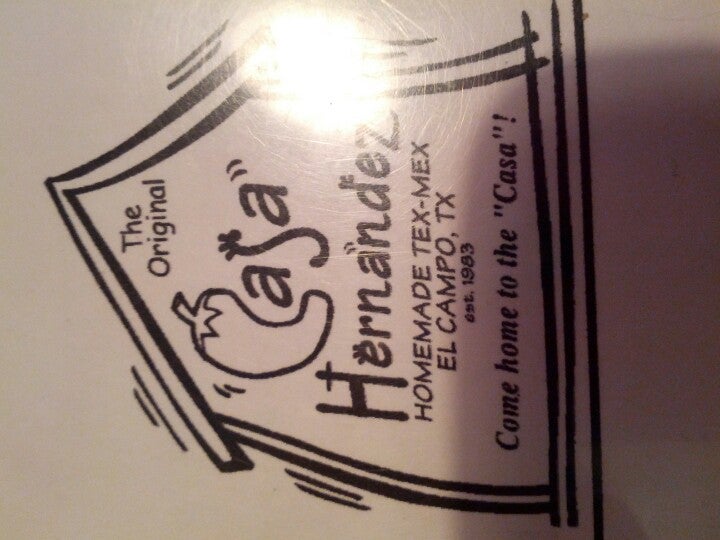 The
Original
"Casa"
Hernandez
HOMEMADE TEX-MEX
EL CAMPO, TX
est. 1983
Come home to the "Casa"!